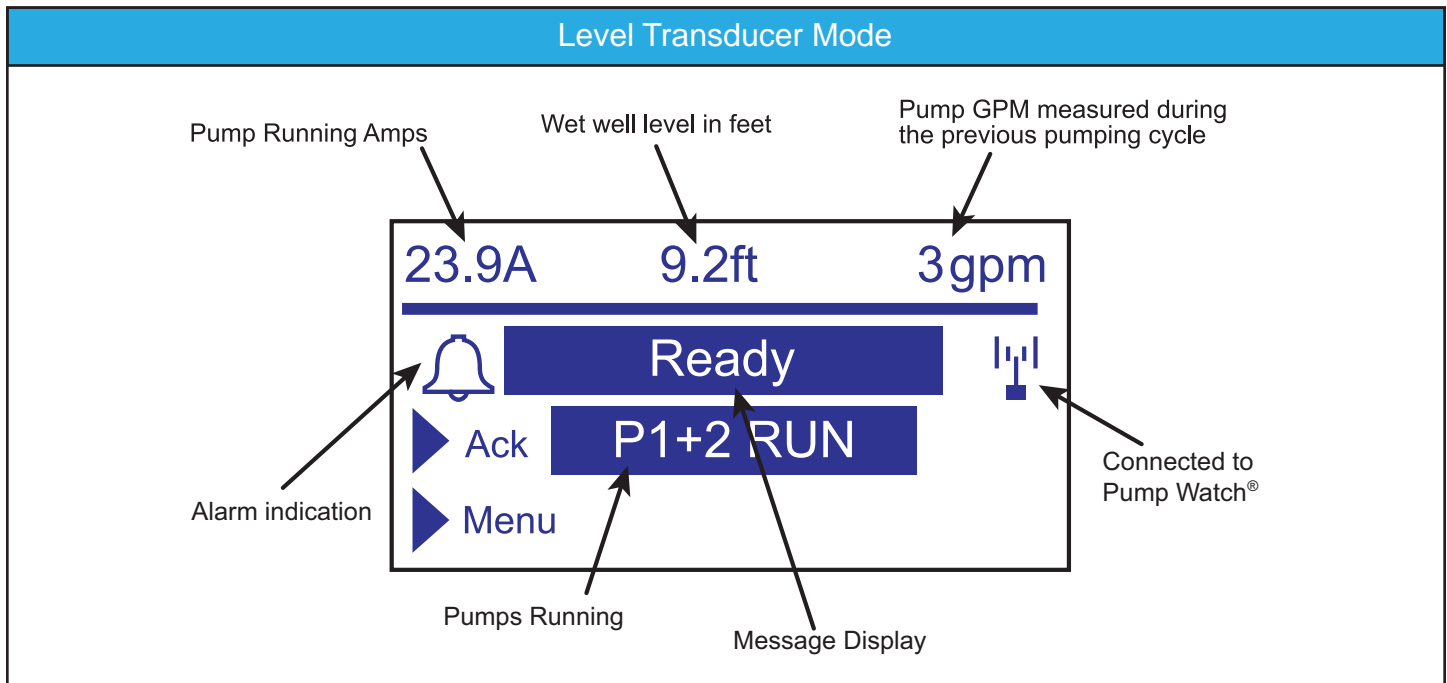 Level Transducer Mode
Pump Running Amps
Wet well level in feet
Pump GPM measured during
the previous pumping cycle
23.9A 9.2ft 3gpm
Ready
Ack P1+2 RUN
Menu
Alarm indication
Connected to
Pump Watch®
Pumps Running
Message Display